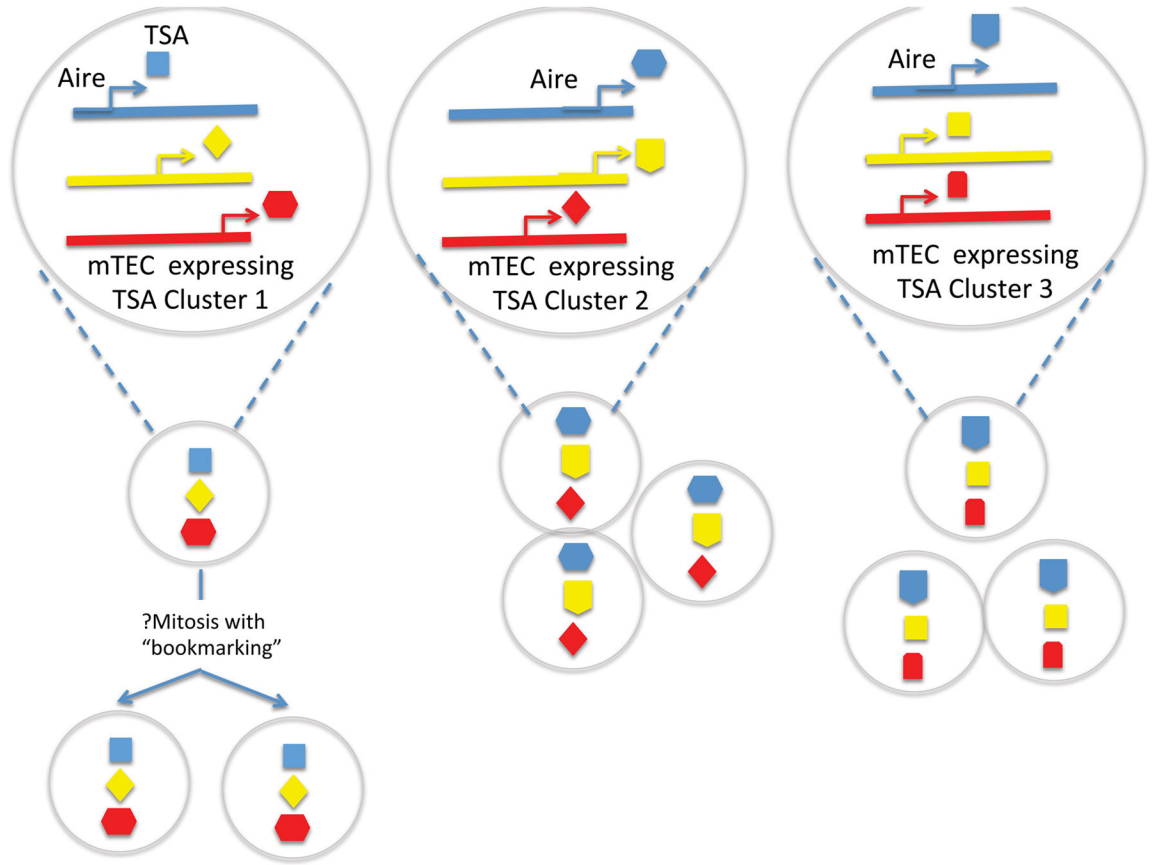 TSA
Aire
mTEC expressing
TSA Cluster 1
Aire
mTEC expressing
TSA Cluster 2
Aire
mTEC expressing
TSA Cluster 3
?Mitosis with
“bookmarking”